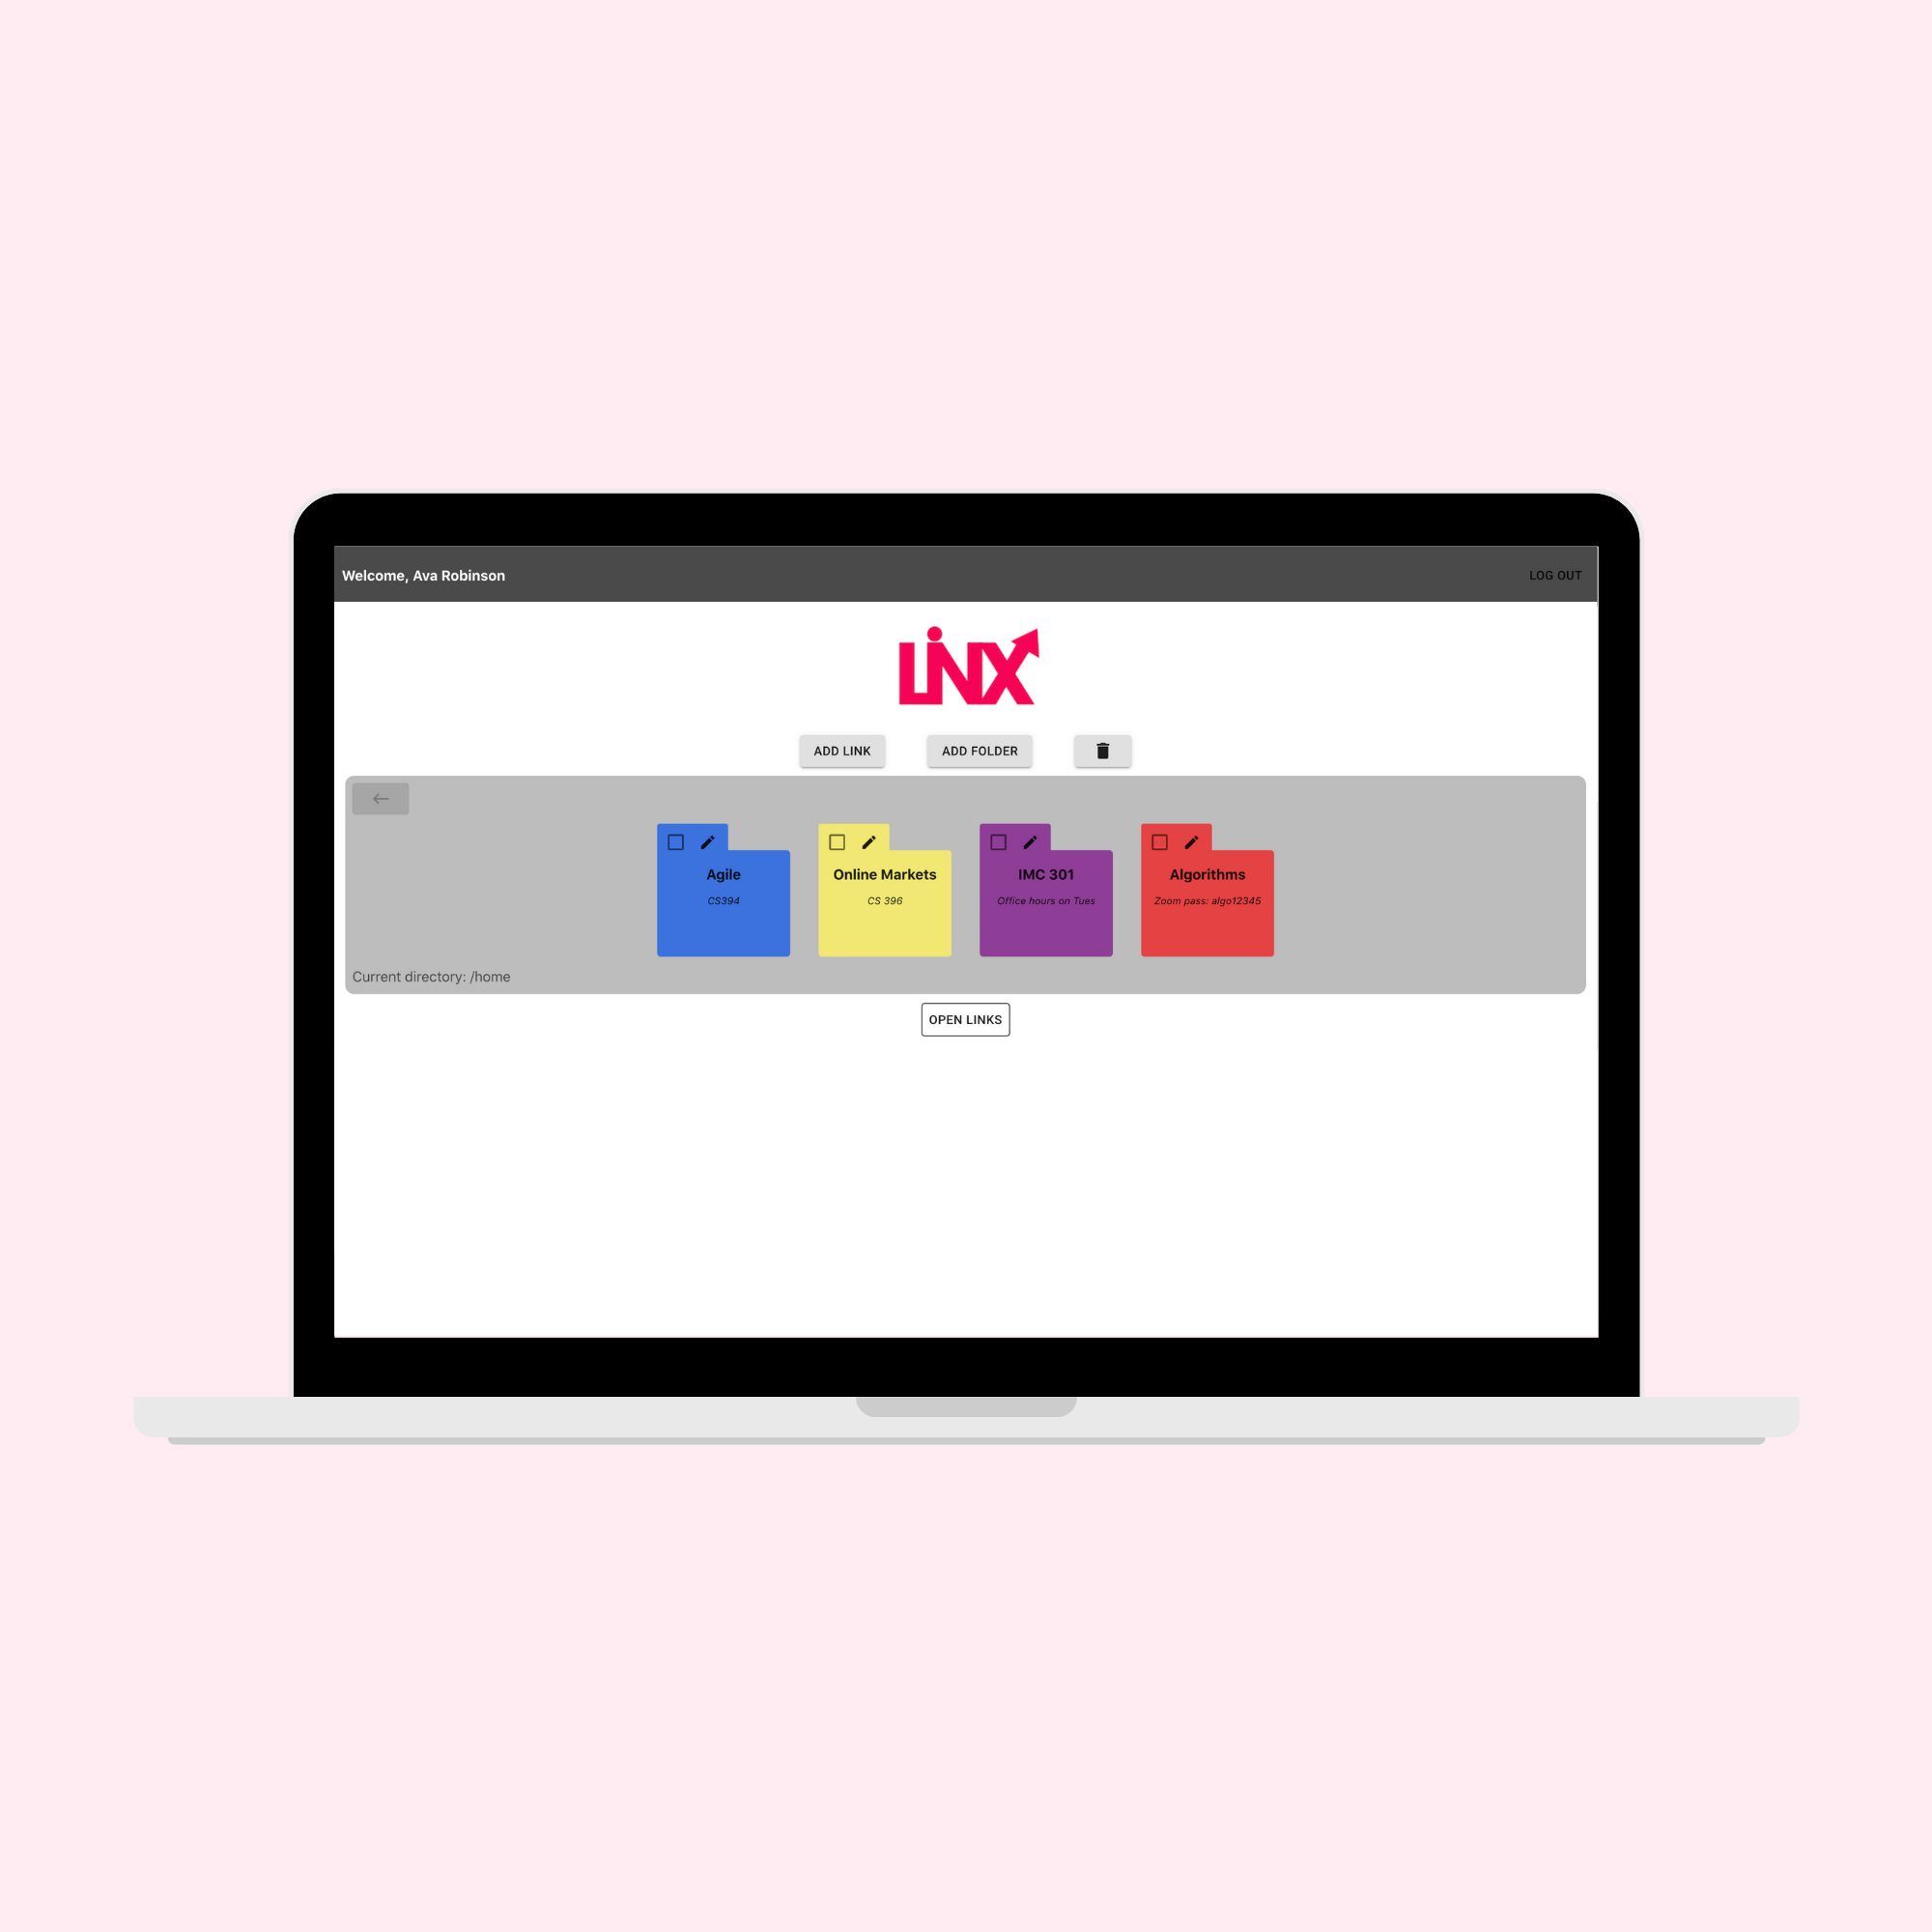 Welcome, Ava Robinson
LOG OUT
LiNX
ADD LINK
ADD FOLDER
Agile
CS394
Online Markets
CS 396
IMC 301
Office hours on Tues
Algorithms
Zoom pass: algo12345
Current directory: /home
OPEN LINKS